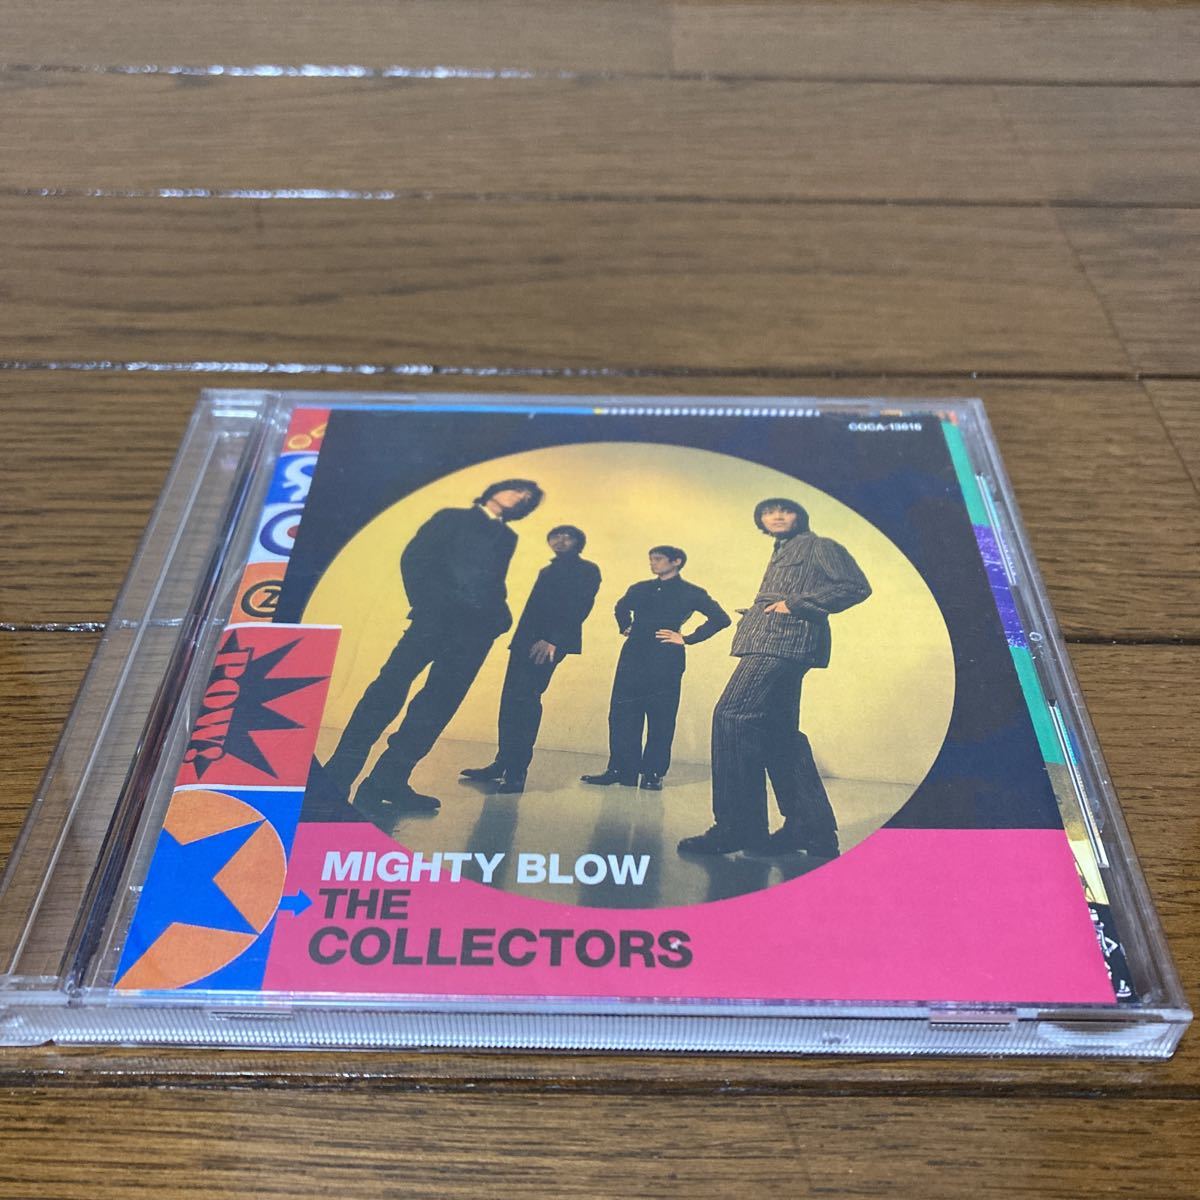 COCA-13616
POW!
MIGHTY BLOW
THE
COLLECTORS